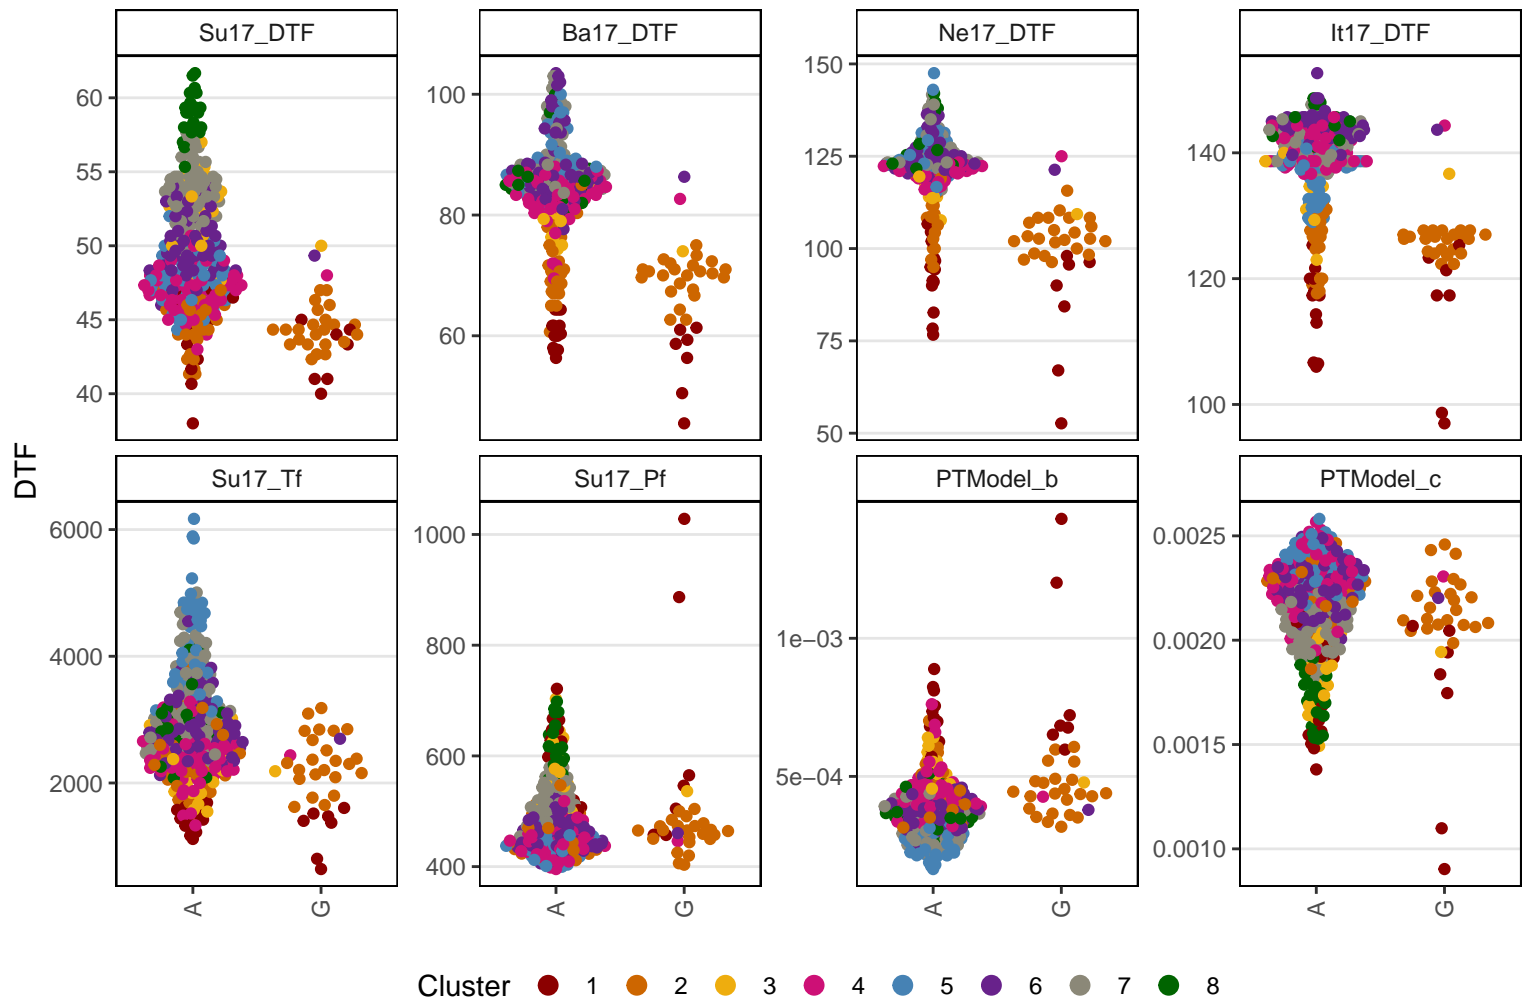 Su17_DTF
Ba17_DTF
Ne17_DTF
It17_DTF
60
55
50
45
40
100
80
60
150
125
100
75
50
140
120
100
DTF
Su17_Tf
Su17_Pf
PTModel_b
PTModel_c
6000
4000
2000
1000
800
600
400
1e−03
5e−04
0.0025
0.0020
0.0015
0.0010
A G A G A G A G
Cluster 1 2 3 4 5 6 7 8